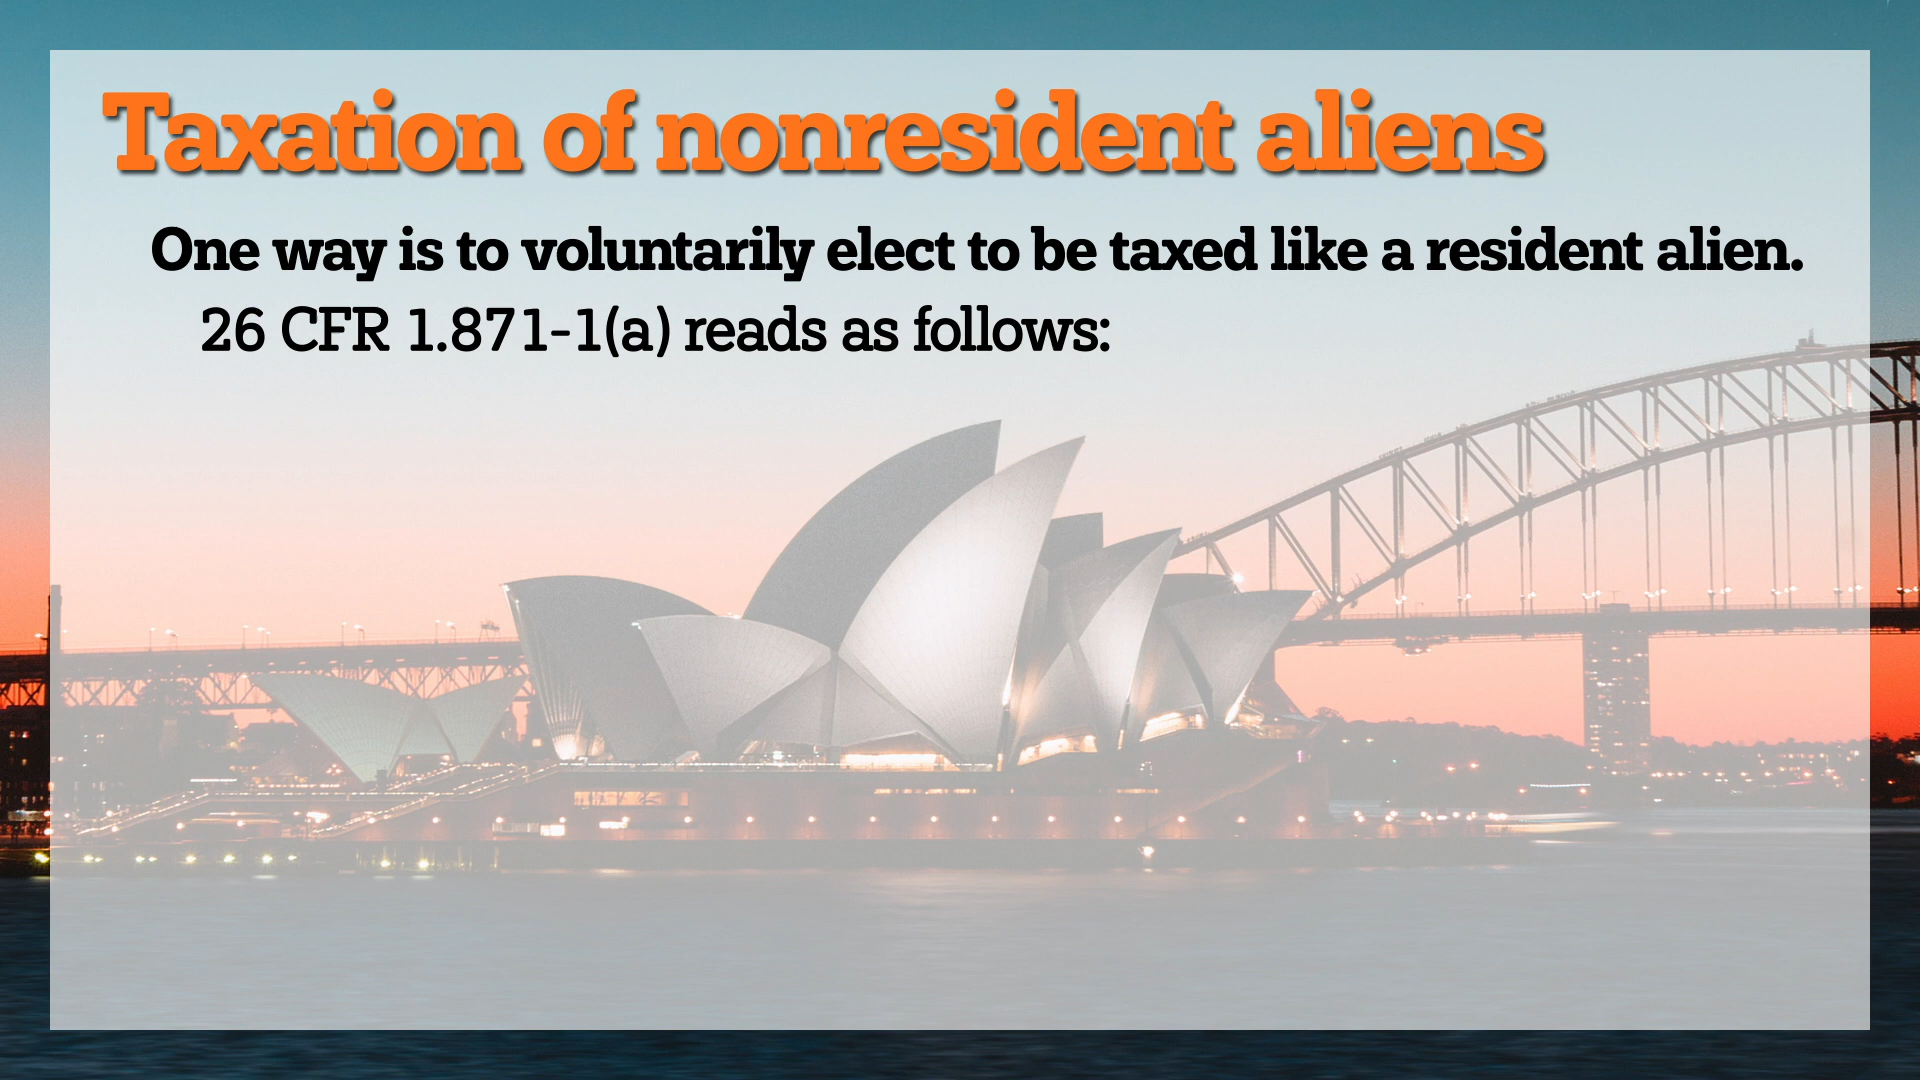 Taxation of nonresident aliens
One way is to voluntarily elect to be taxed like a resident alien.
26 CFR 1.871-1(a) reads as follows: